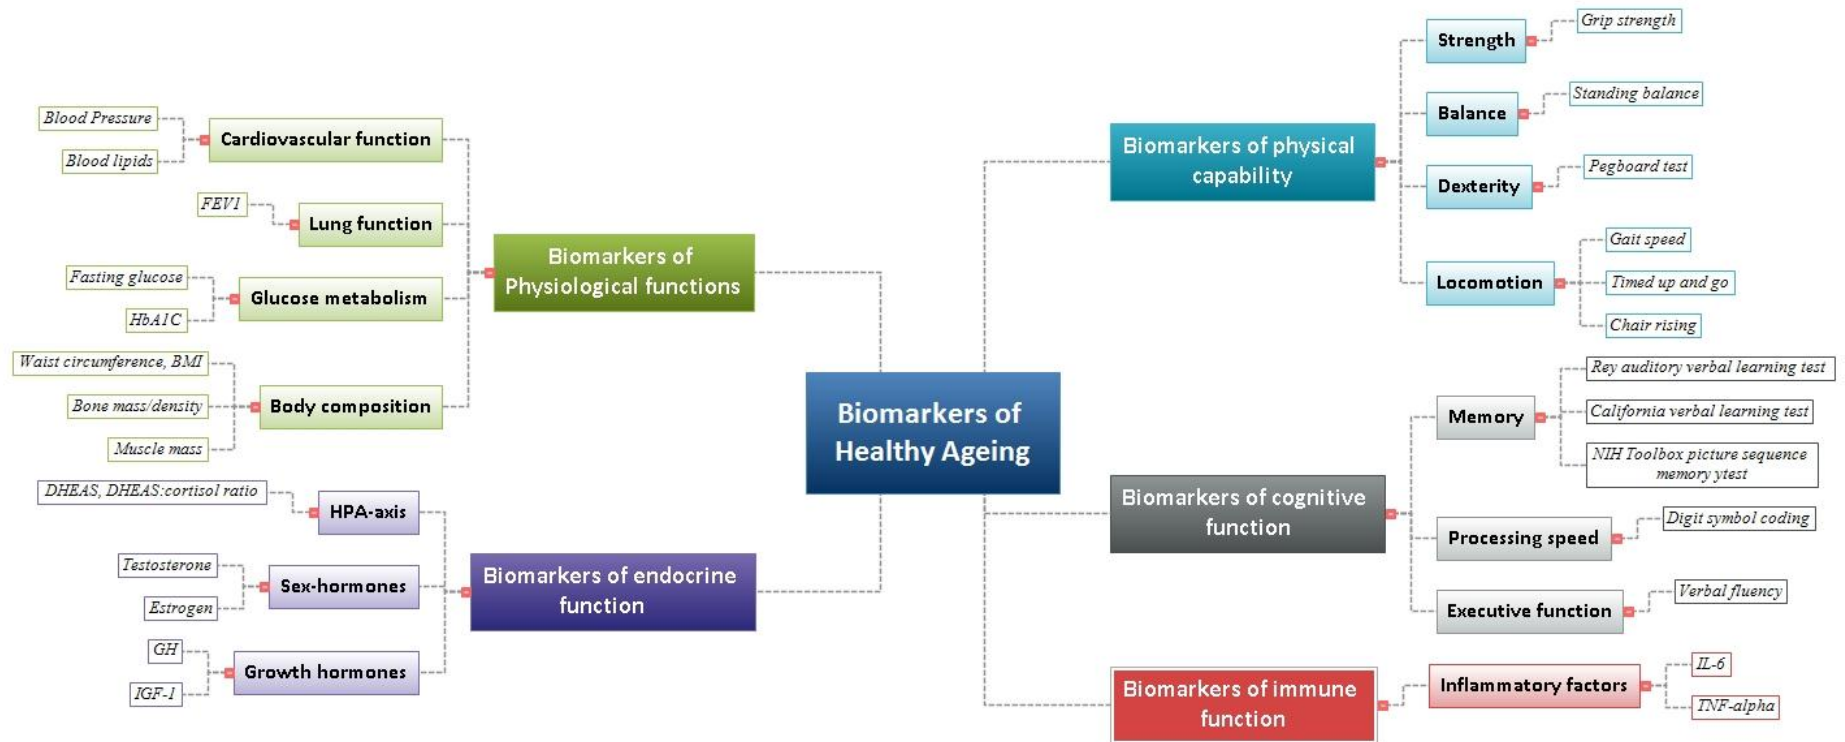 Biomarkers of
Healthy Ageing
Biomarkers of
Physiological functions
Cardiovascular function
Blood Pressure
Blood lipids
Lung function
FEV1
Glucose metabolism
Fasting glucose
HbA1C
Body composition
Waist circumference, BMI
Bone mass/density
Muscle mass
Biomarkers of endocrine
function
HPA-axis
DHEAS, DHEAS:cortisol ratio
Sex-hormones
Testosterone
Estrogen
Growth hormones
GH
IGF-1
Biomarkers of physical
capability
Strength
Grip strength
Balance
Standing balance
Dexterity
Pegboard test
Locomotion
Gait speed
Timed up and go
Chair rising
Biomarkers of cognitive
function
Memory
Rey auditory verbal learning test
California verbal learning test
NIH Toolbox picture sequence
memory ytest
Processing speed
Digit symbol coding
Executive function
Verbal fluency
Biomarkers of immune
function
Inflammatory factors
IL-6
TNF-alpha